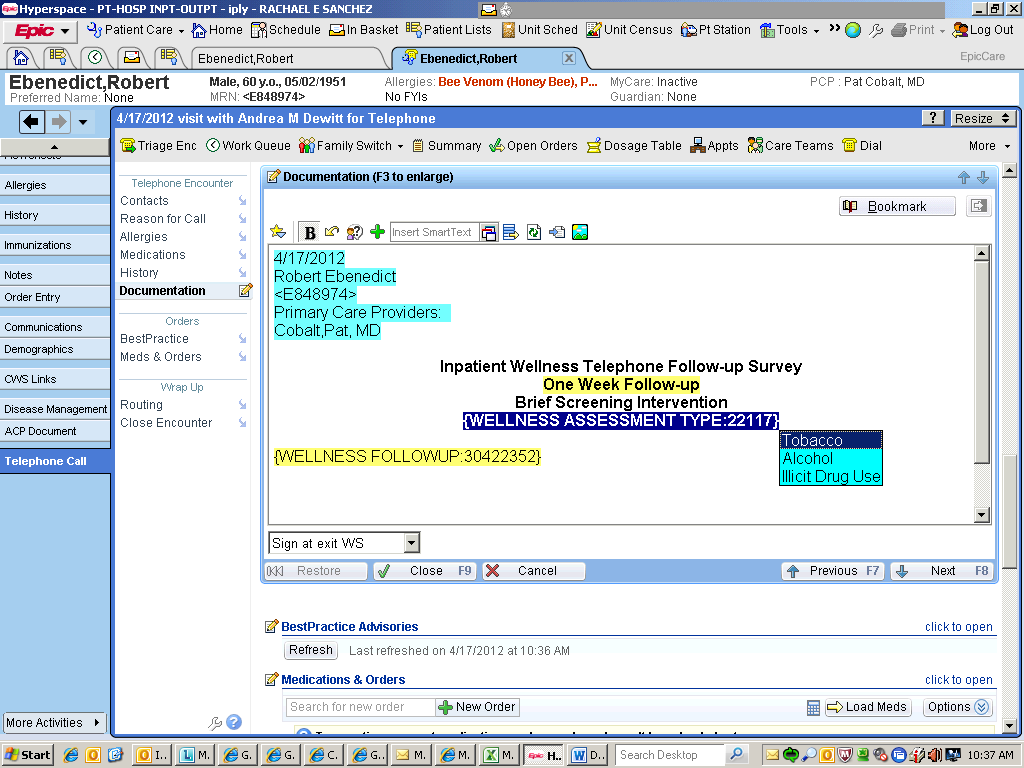 Hyperspace - PT-HOSP INPT-OUTPT - iply - RACHAEL E SANCHEZ
Epic Patient Care Home Schedule In Basket Patient Lists Unit Sched Unit Census Pt Station Tools Print Log Out
Ebenedict,Robert Ebenedict,Robert EpicCare
Ebenedict,Robert Male, 60 y.o., 05/02/1951 Allergies: Bee Venom (Honey Bee), P... MyCare: Inactive PCP : Pat Cobalt, MD
Preferred Name: None MRN: <E848974> No FYIs Guardian: None
4/17/2012 visit with Andrea M Dewitt for Telephone ? Resize
Triage Enc Work Queue Family Switch Summary Open Orders Dosage Table Appts Care Teams Dial More
Allergies
History
Immunizations
Notes
Order Entry
Communications
Demographics
CWS Links
Disease Management
ACP Document
Telephone Call
More Activities
Telephone Encounter
Contacts
Reason for Call
Allergies
Medications
History
Documentation
Orders
BestPractice
Meds & Orders
Wrap Up
Routing
Close Encounter
Documentation (F3 to enlarge)
Bookmark
B Insert SmartText
4/17/2012
Robert Ebenedict
<E848974>
Primary Care Providers:
Cobalt,Pat, MD
Inpatient Wellness Telephone Follow-up Survey
One Week Follow-up
Brief Screening Intervention
{WELLNESS ASSESSMENT TYPE:22117}
Tobacco
Alcohol
Illicit Drug Use
{WELLNESS FOLLOWUP:30422352}
Sign at exit WS
Restore Close F9 Cancel Previous F7 Next F8
BestPractice Advisories click to open
Refresh Last refreshed on 4/17/2012 at 10:36 AM
Medications & Orders click to open
Search for new order New Order Load Meds Options
Start I.. M. G. G. C. G.. M. M. M. H.. D.. Search Desktop 10:37 AM